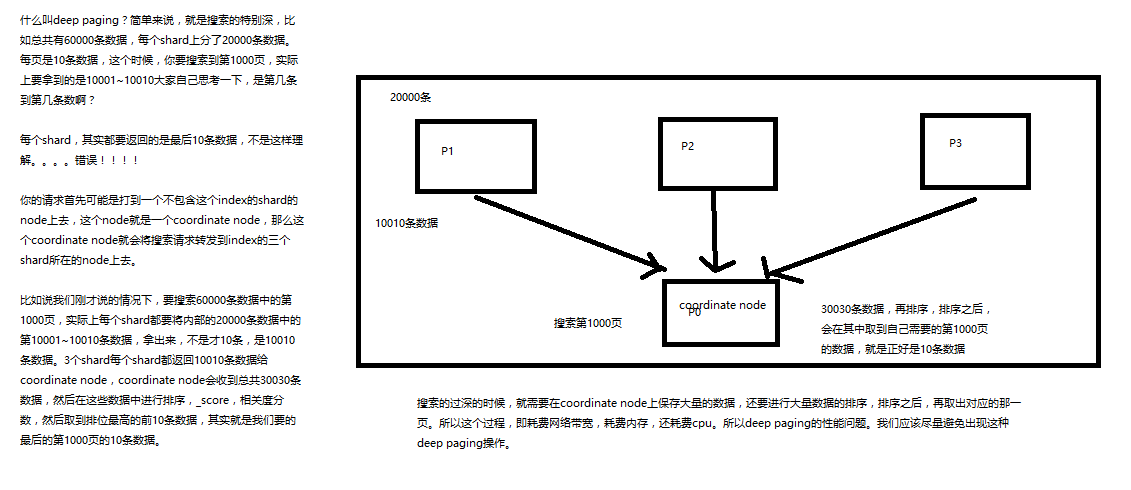 什么叫deep paging？简单来说，就是搜索的特别深，比
如总共有60000条数据，每个shard上分了20000条数据。
每页是10条数据，这个时候，你要搜索到第1000页，实际
上要拿到的是10001~10010大家自己思考一下，是第几条
到第几条数啊？
每个shard，其实都要返回的是最后10条数据，不是这样理
解。。。。错误！！！！
你的请求首先可能是打到一个不包含这个index的shard的
node上去，这个node就是一个coordinate node，那么这
个coordinate node就会将搜索请求转发到index的三个
shard所在的node上去。
比如说我们刚才说的情况下，要搜索60000条数据中的第
1000页，实际上每个shard都要将内部的20000条数据中的
第10001~10010条数据，拿出来，不是才10条，是10010
条数据。3个shard每个shard都返回10010条数据给
coordinate node，coordinate node会收到总共30030条
数据，然后在这些数据中进行排序，_score，相关度分
数，然后取到排位最高的前10条数据，其实就是我们要的
最后的第1000页的10条数据。
20000条
P1
P2
P3
10010条数据
coordinate node
P0
搜索第1000页
30030条数据，再排序，排序之后，
会在其中取到自己需要的第1000页
的数据，就是正好是10条数据
搜索的过深的时候，就需要在coordinate node上保存大量的数据，还要进行大量数据的排序，排序之后，再取出对应的那一
页。所以这个过程，即耗费网络带宽，耗费内存，还耗费cpu。所以deep paging的性能问题。我们应该尽量避免出现这种
deep paging操作。